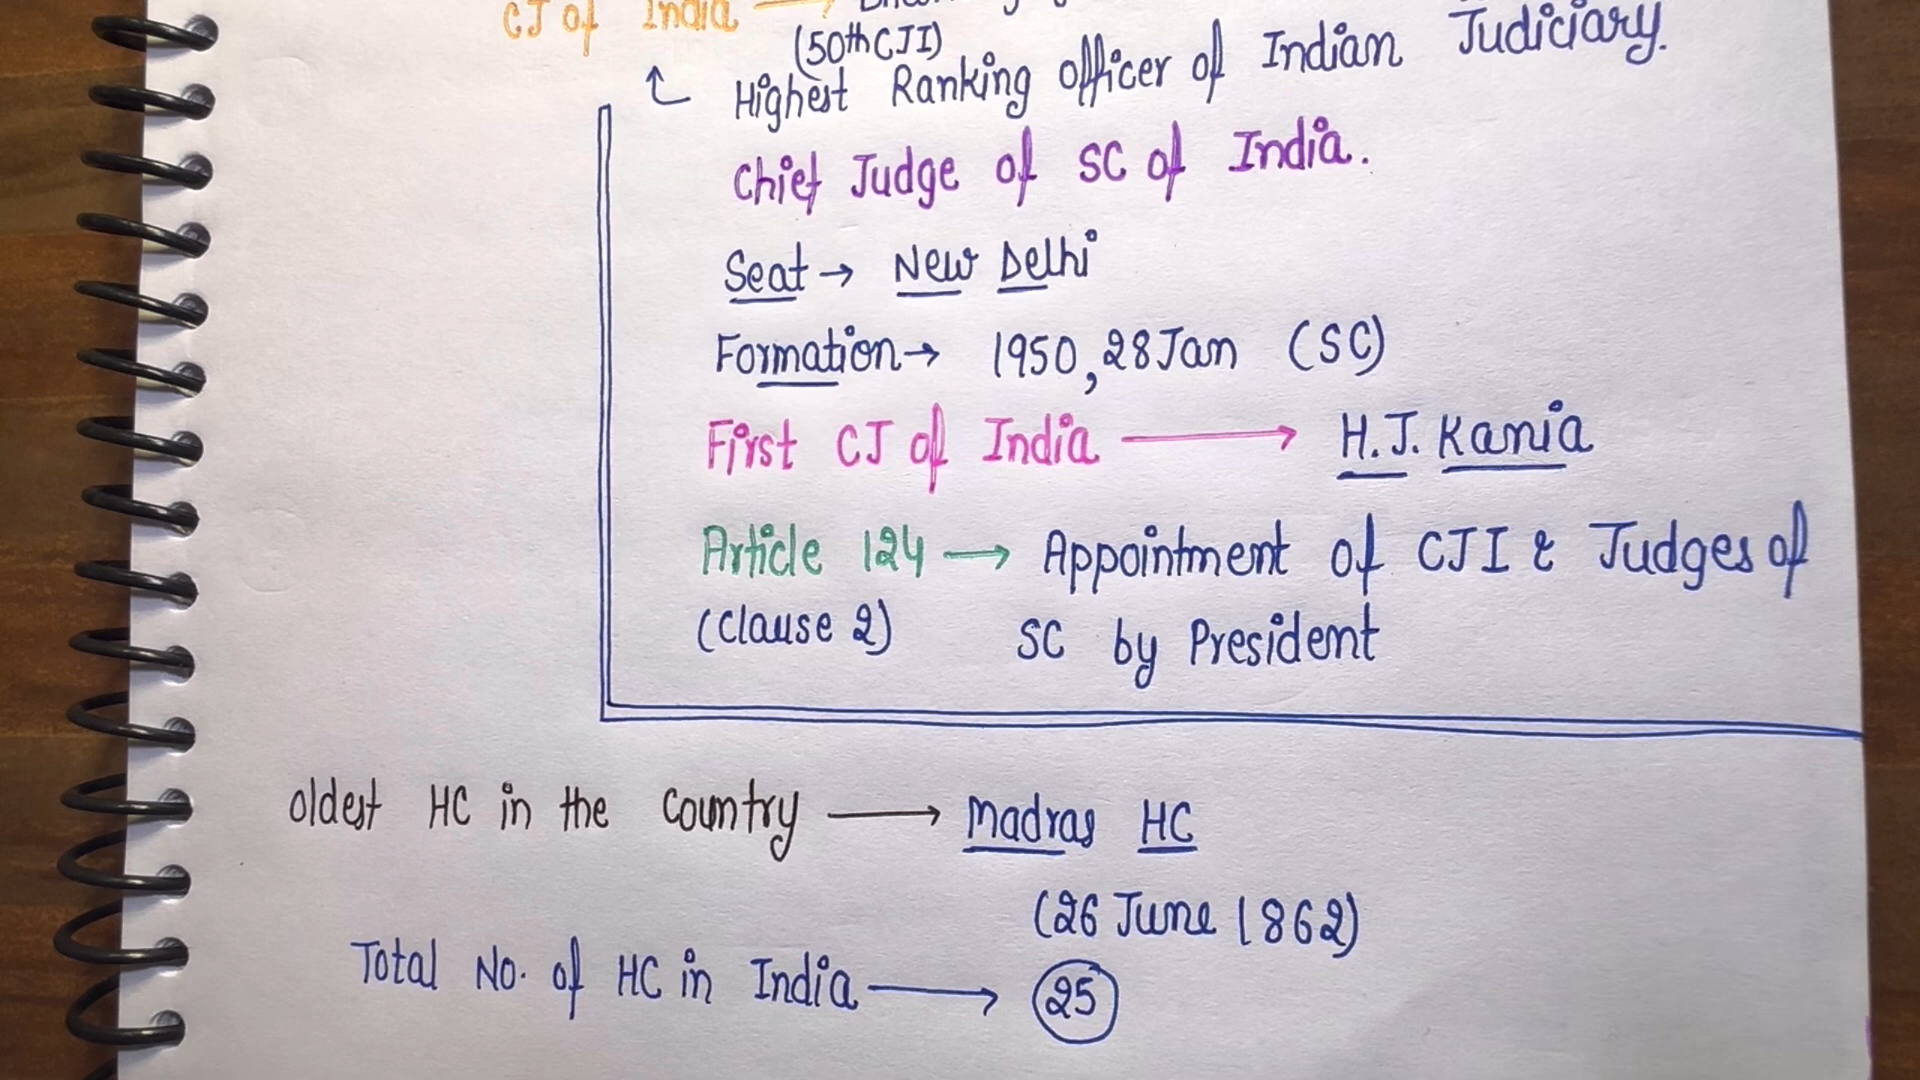 CJ of India →
(50th CJI)
Highest Ranking officer of Indian Judiciary.
Chief Judge of SC of India.
Seat → New Delhi
Formation → 1950, 28 Jan (SC)
First CJ of India → H.J. Kania
Article 124 → Appointment of CJI & Judges of
(Clause 2) SC by President
oldest HC in the country → Madras HC
(26 June 1862)
Total No. of HC in India → 25